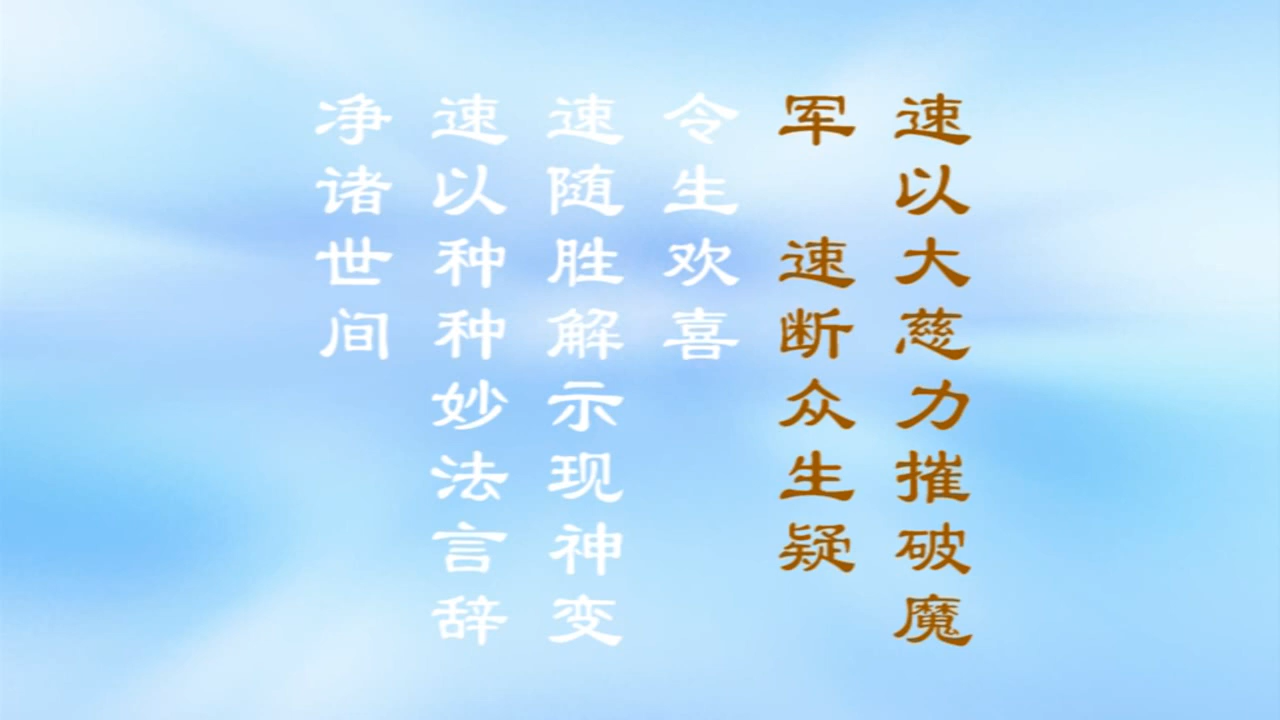 速以大慈力摧破魔
军 速断众生疑
令生欢喜
速随胜解示现神变
速以种种妙法言辞
净诸世间